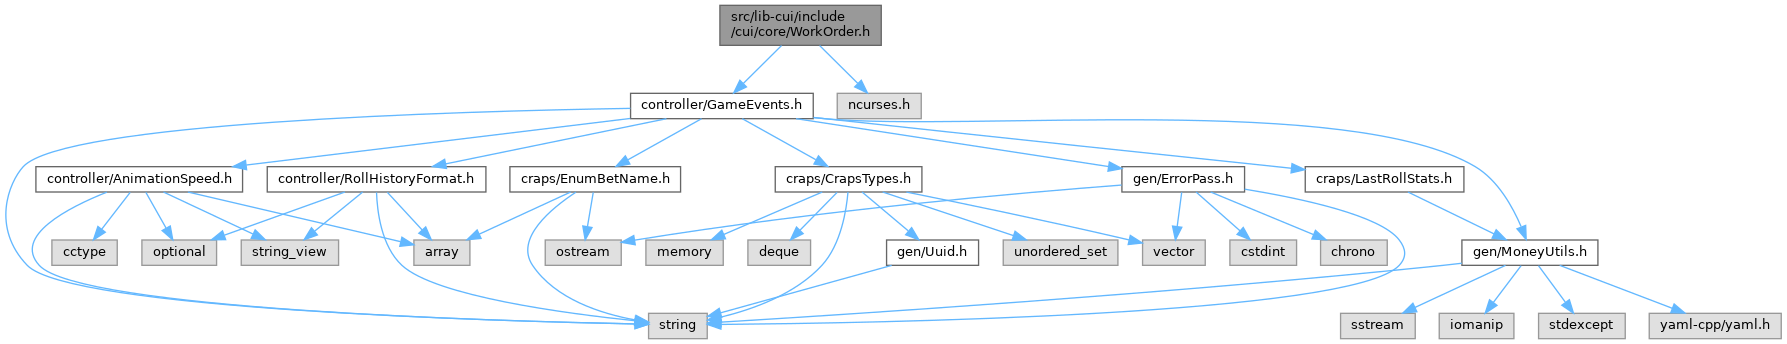 src/lib-cui/include
/cui/core/WorkOrder.h
controller/GameEvents.h
ncurses.h
controller/AnimationSpeed.h
controller/RollHistoryFormat.h
craps/EnumBetName.h
craps/CrapsTypes.h
gen/ErrorPass.h
craps/LastRollStats.h
cctype
optional
string_view
array
ostream
memory
deque
gen/Uuid.h
unordered_set
vector
cstdint
chrono
gen/MoneyUtils.h
string
sstream
iomanip
stdexcept
yaml-cpp/yaml.h